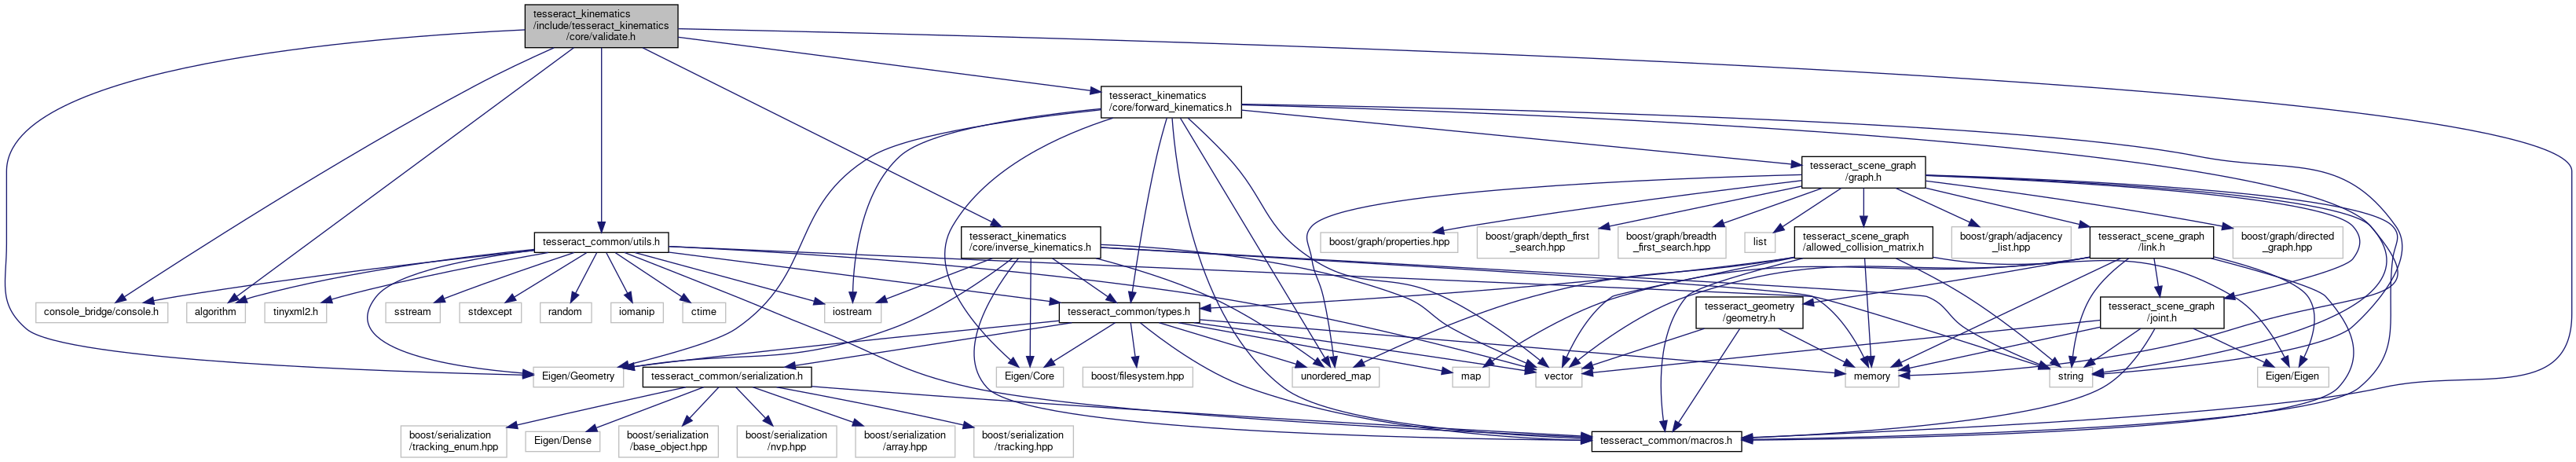 tesseract_kinematics
/include/tesseract_kinematics
/core/validate.h
tesseract_kinematics
/core/forward_kinematics.h
tesseract_scene_graph
/graph.h
tesseract_common/utils.h
tesseract_kinematics
/core/inverse_kinematics.h
boost/graph/properties.hpp
boost/graph/depth_first
_search.hpp
boost/graph/breadth
_first_search.hpp
list
tesseract_scene_graph
/allowed_collision_matrix.h
boost/graph/adjacency
_list.hpp
tesseract_scene_graph
/link.h
boost/graph/directed
_graph.hpp
console_bridge/console.h
algorithm
tinyxml2.h
sstream
stdexcept
random
iomanip
ctime
iostream
tesseract_common/types.h
tesseract_geometry
/geometry.h
tesseract_scene_graph
/joint.h
Eigen/Geometry
tesseract_common/serialization.h
Eigen/Core
boost/filesystem.hpp
unordered_map
map
vector
memory
string
Eigen/Eigen
boost/serialization
/tracking_enum.hpp
Eigen/Dense
boost/serialization
/base_object.hpp
boost/serialization
/nvp.hpp
boost/serialization
/array.hpp
boost/serialization
/tracking.hpp
tesseract_common/macros.h